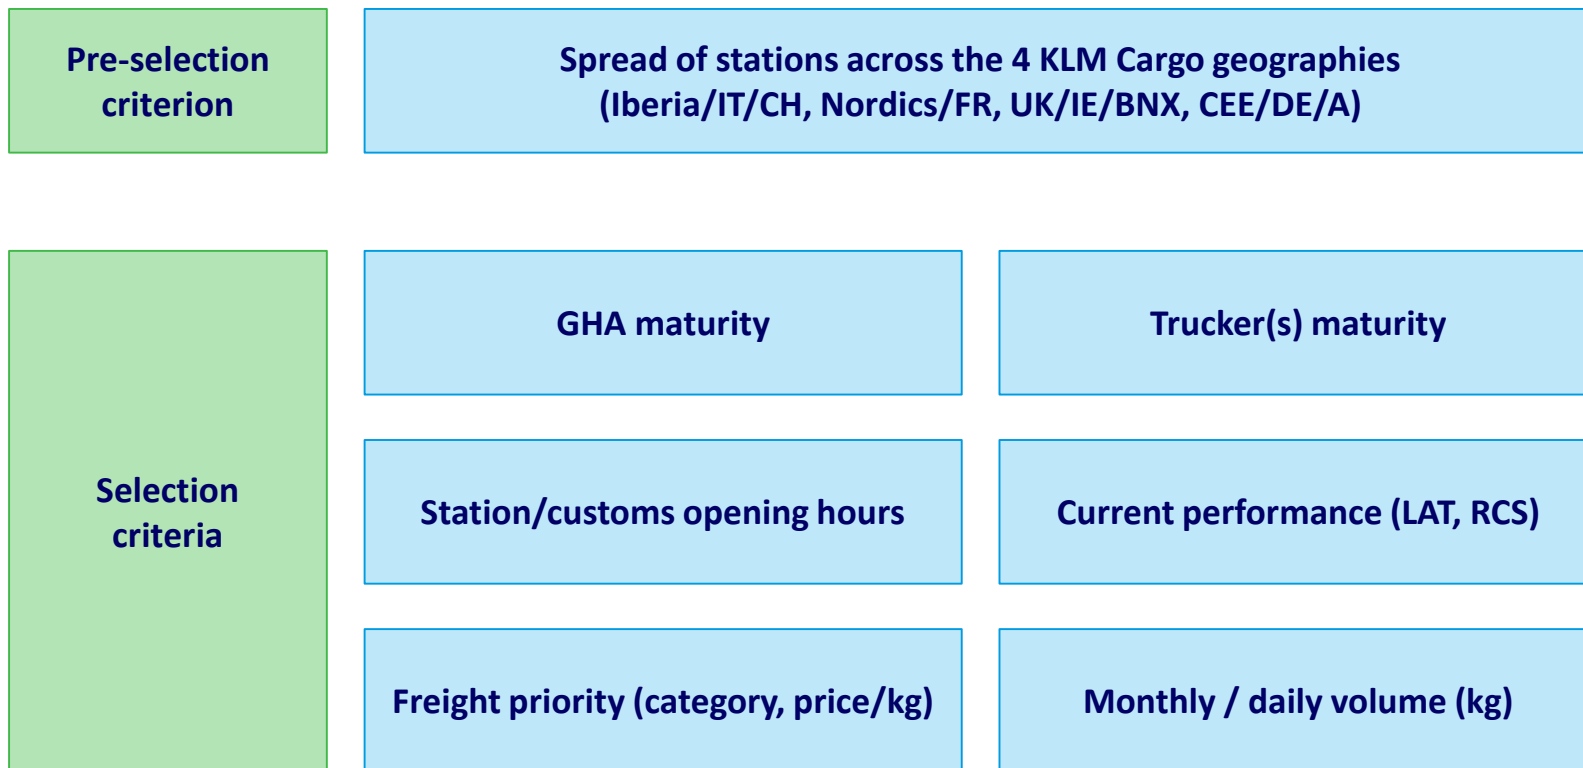 Pre-selection
criterion
Spread of stations across the 4 KLM Cargo geographies
(Iberia/IT/CH, Nordics/FR, UK/IE/BNX, CEE/DE/A)
Selection
criteria
GHA maturity
Trucker(s) maturity
Station/customs opening hours
Current performance (LAT, RCS)
Freight priority (category, price/kg)
Monthly / daily volume (kg)